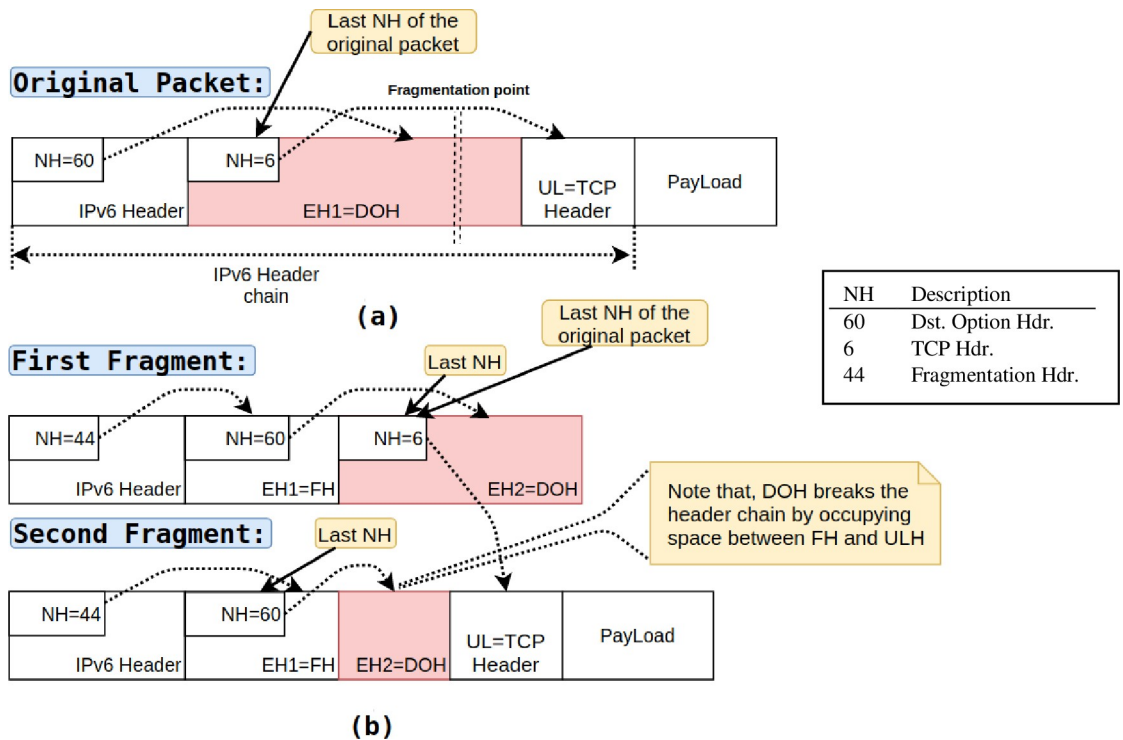 Last NH of the
original packet
Original Packet:
Fragmentation point
NH=60
NH=6
IPv6 Header
EH1=DOH
UL=TCP
Header
PayLoad
IPv6 Header
chain
(a)
NH Description
60 Dst. Option Hdr.
6 TCP Hdr.
44 Fragmentation Hdr.
Last NH of the
original packet
First Fragment:
Last NH
NH=44
NH=60
NH=6
IPv6 Header
EH1=FH
EH2=DOH
Note that, DOH breaks the
header chain by occupying
space between FH and ULH
Second Fragment:
Last NH
NH=44
NH=60
IPv6 Header
EH1=FH
EH2=DOH
UL=TCP
Header
PayLoad
(b)